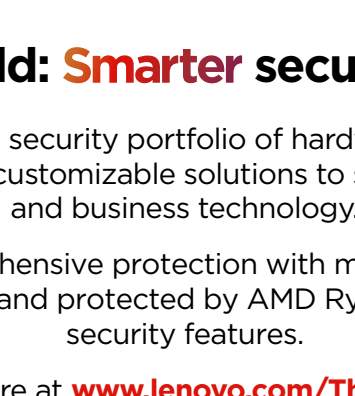 ld: Smarter secu
security portfolio of hard
customizable solutions to s
and business technology.
hensive protection with m
and protected by AMD Ry
security features.
re at www.lenovo.com/Th